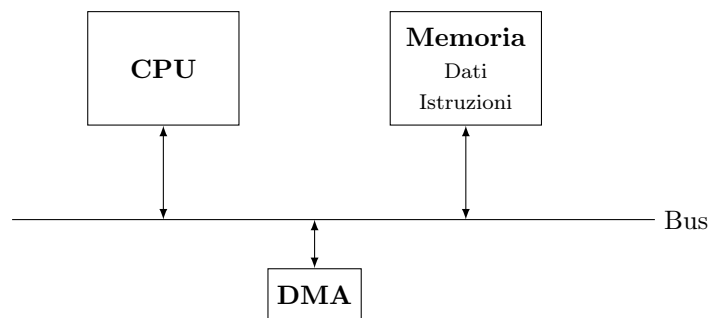 CPU
Memoria
Dati
Istruzioni
Bus
DMA